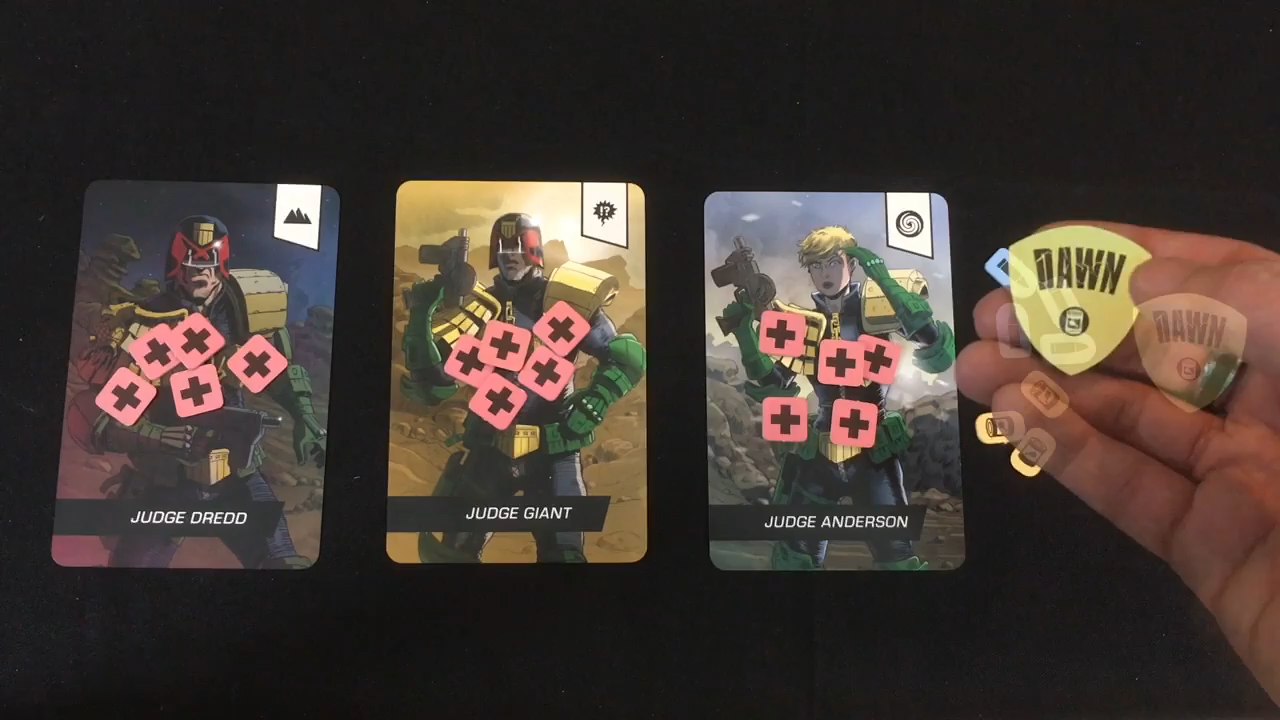 JUDGE DREDD
!?
JUDGE GIANT
JUDGE ANDERSON
DAWN
DAWN